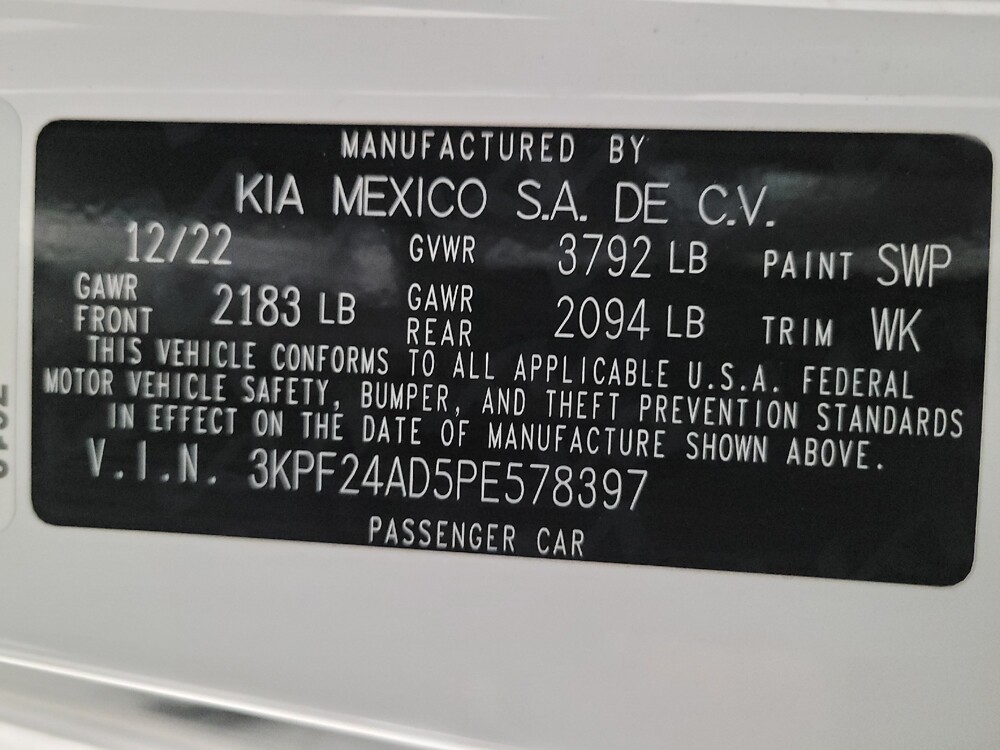 MANUFACTURED BY
KIA MEXICO S.A. DE C.V.
12/22 GVWR 3792 LB PAINT SWP
GAWR FRONT 2183 LB GAWR REAR 2094 LB TRIM WK
THIS VEHICLE CONFORMS TO ALL APPLICABLE U.S.A. FEDERAL
MOTOR VEHICLE SAFETY, BUMPER, AND THEFT PREVENTION STANDARDS
IN EFFECT ON THE DATE OF MANUFACTURE SHOWN ABOVE.
V.I.N. 3KPF24AD5PE578397
PASSENGER CAR